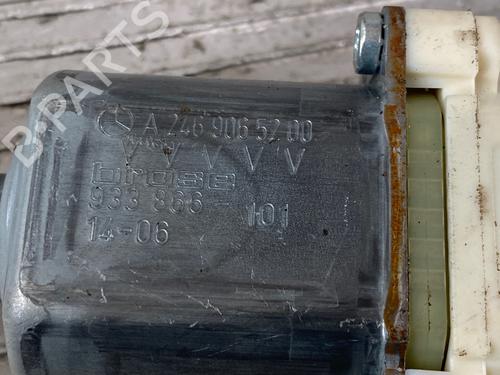 B-PARTS
A 246 906 52 00
V V V V V
brose
933 866 - 101
14-06